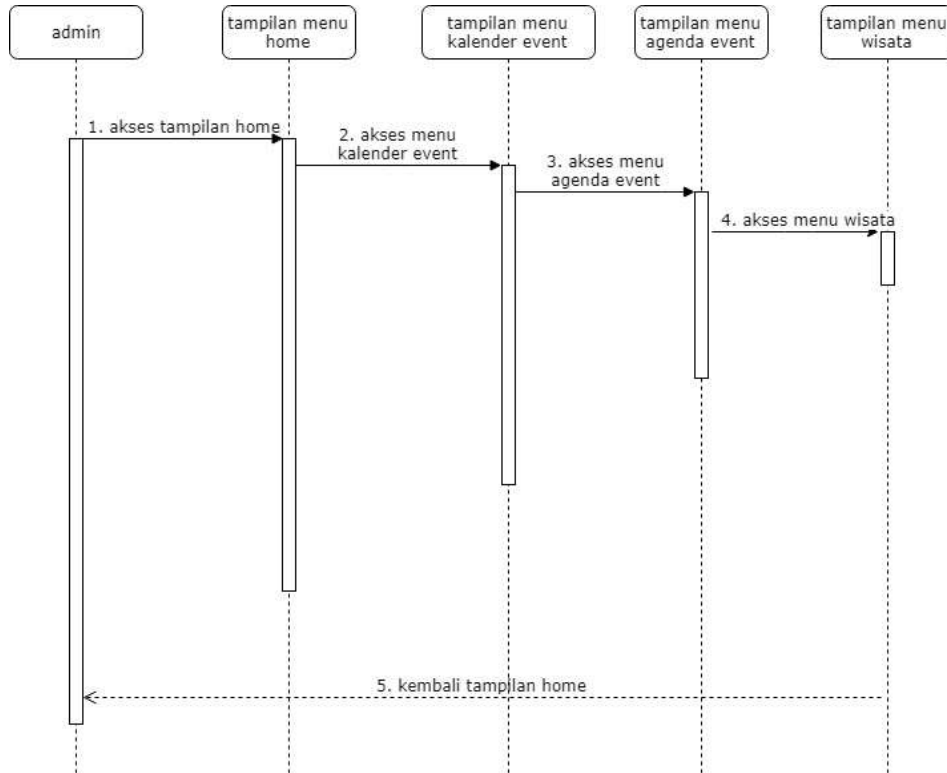 admin
tampilan menu
home
tampilan menu
kalender event
tampilan menu
agenda event
tampilan menu
wisata
1. akses tampilan home
2. akses menu
kalender event
3. akses menu
agenda event
4. akses menu wisata
5. kembali tampilan home